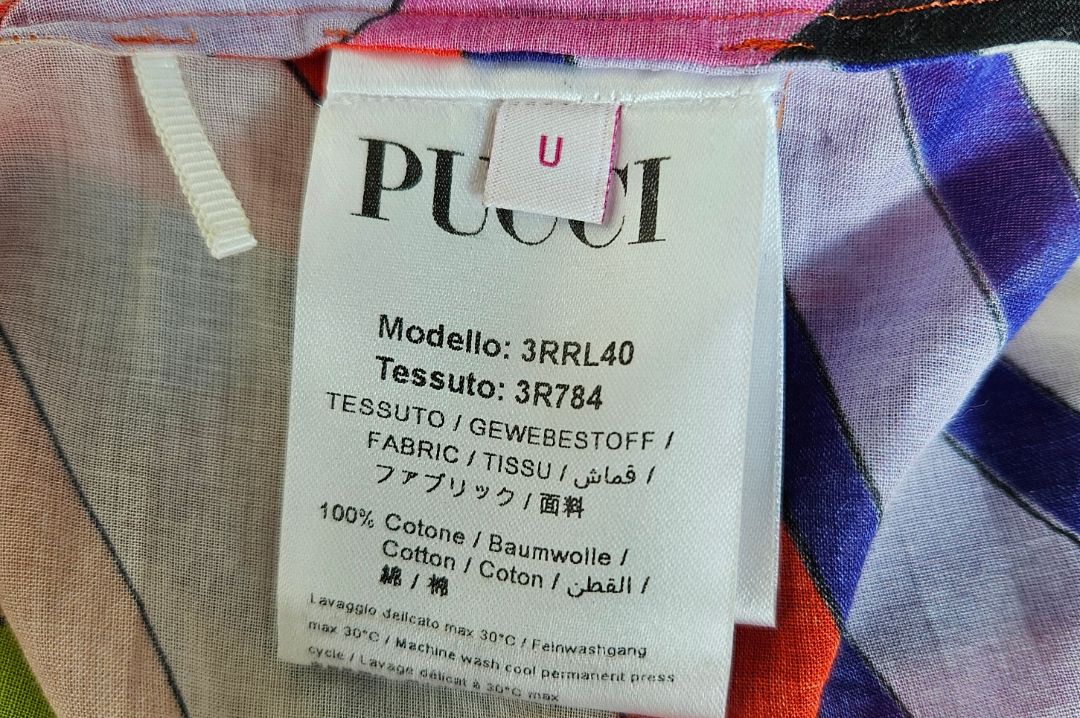 U
PUCCI
Modello: 3RRL40
Tessuto: 3R784
TESSUTO / GEWEBESTOFF /
FABRIC / TISSU / قماش /
ファブリック / 面料
100% Cotone / Baumwolle /
Cotton / Coton / القطن /
綿 / 棉
Lavaggio delicato max 30°C / Feinwashgang
max 30°C / Machine wash cool permanent press
cycle / Lavage délicat à 30°C max